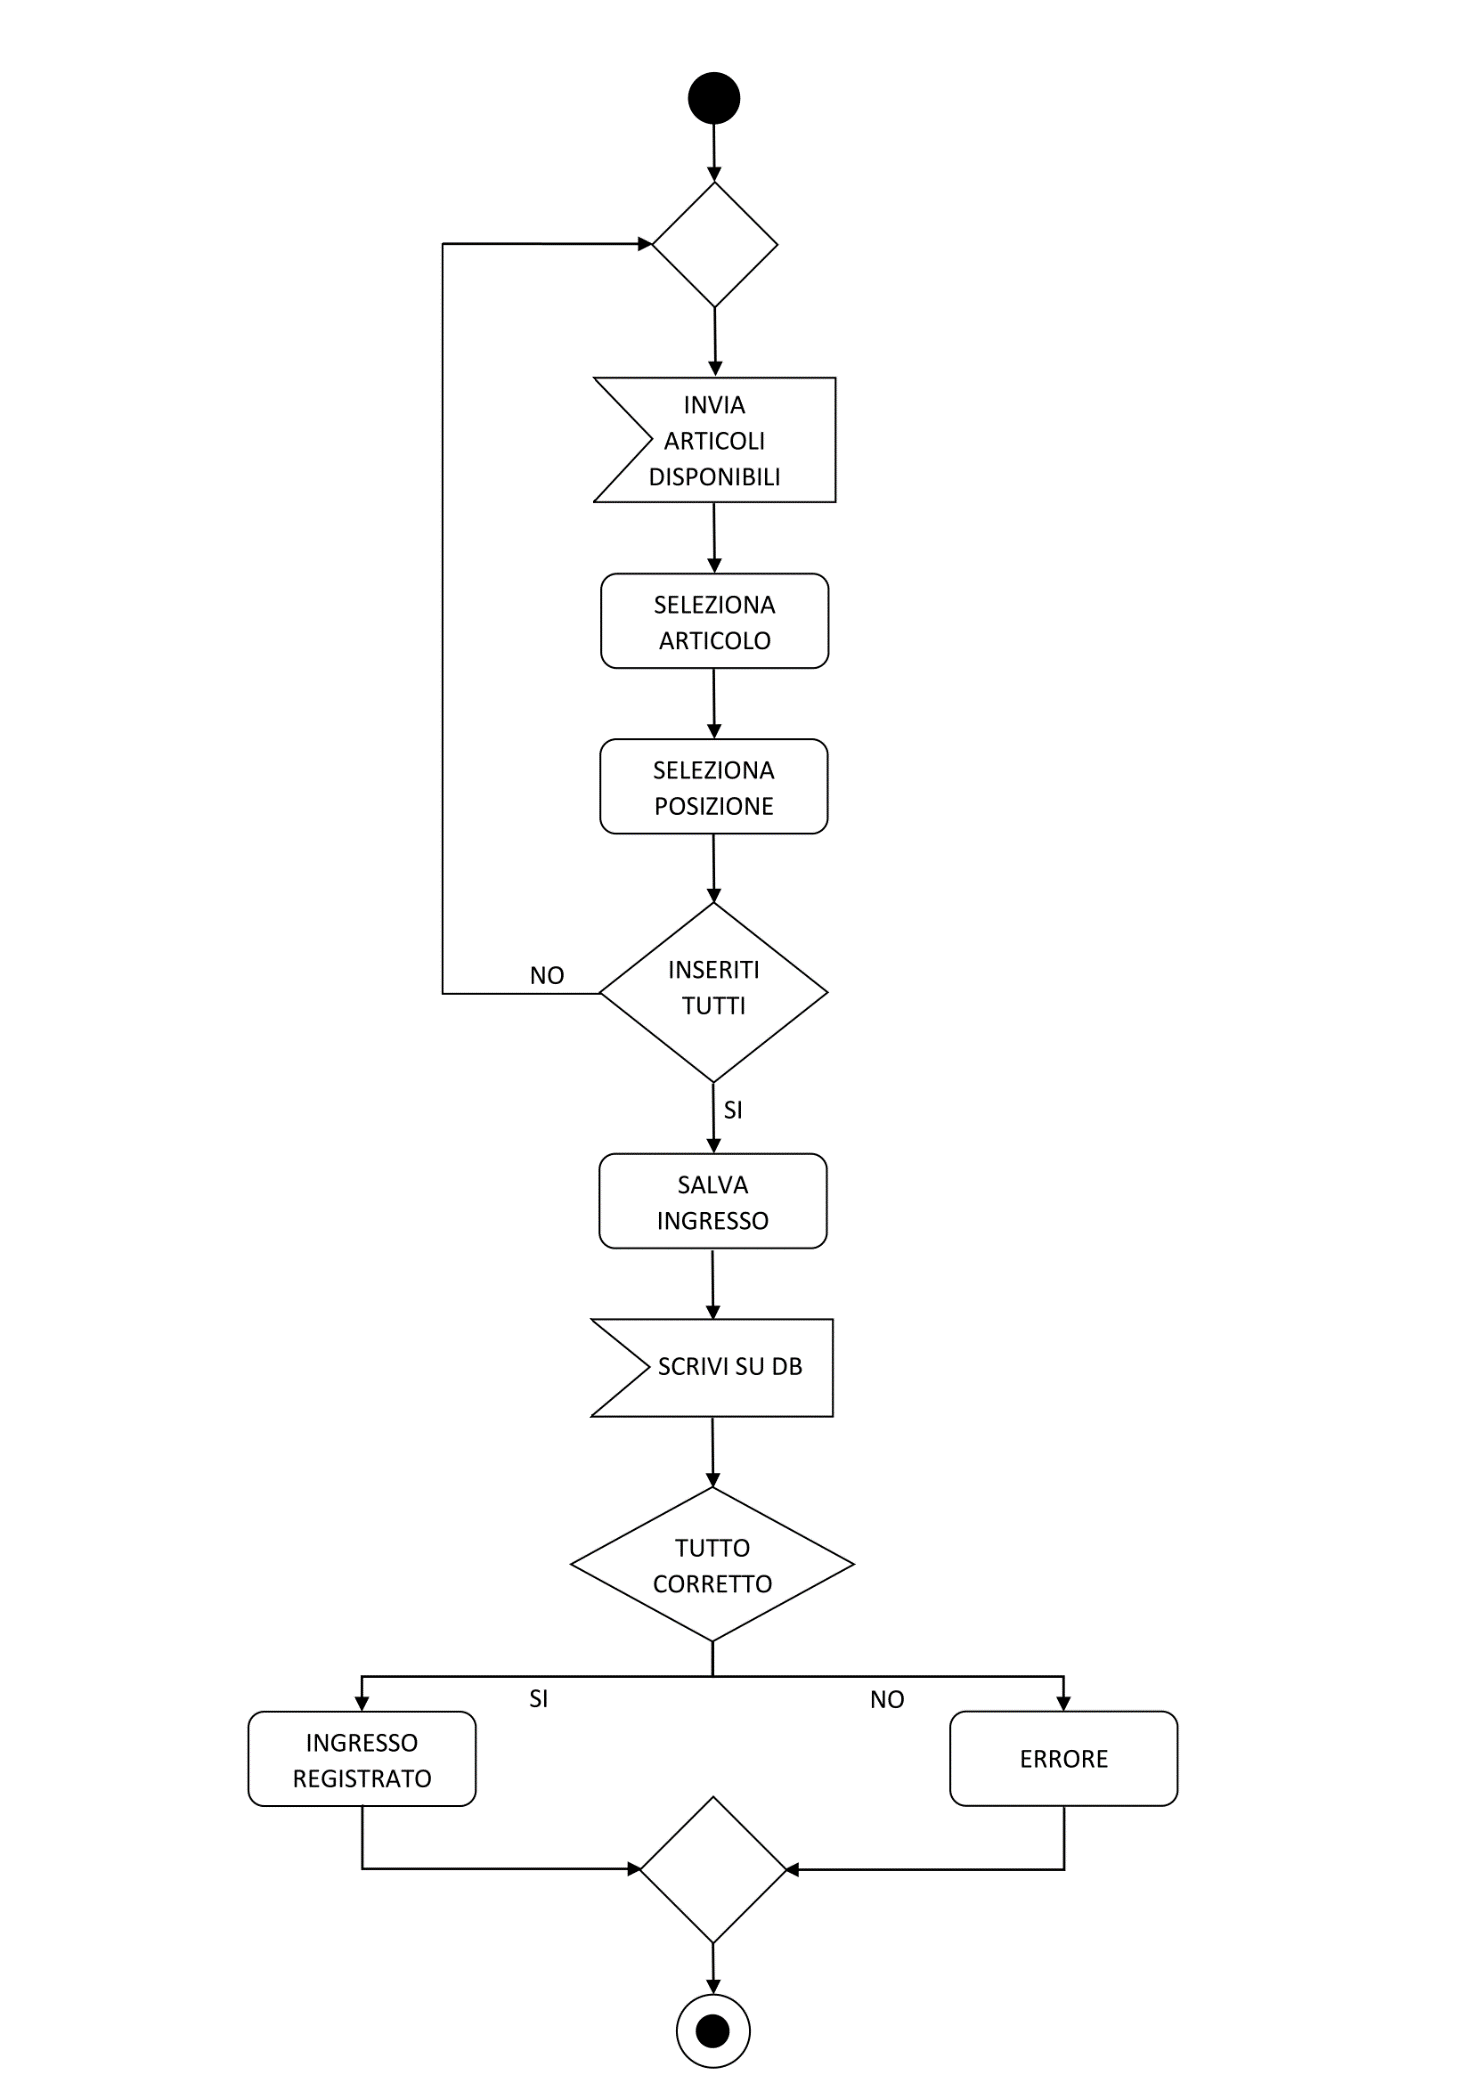 INVIA
ARTICOLI
DISPONIBILI
SELEZIONA
ARTICOLO
SELEZIONA
POSIZIONE
NO
INSERITI
TUTTI
SI
SALVA
INGRESSO
SCRIVI SU DB
TUTTO
CORRETTO
SI
NO
INGRESSO
REGISTRATO
ERRORE